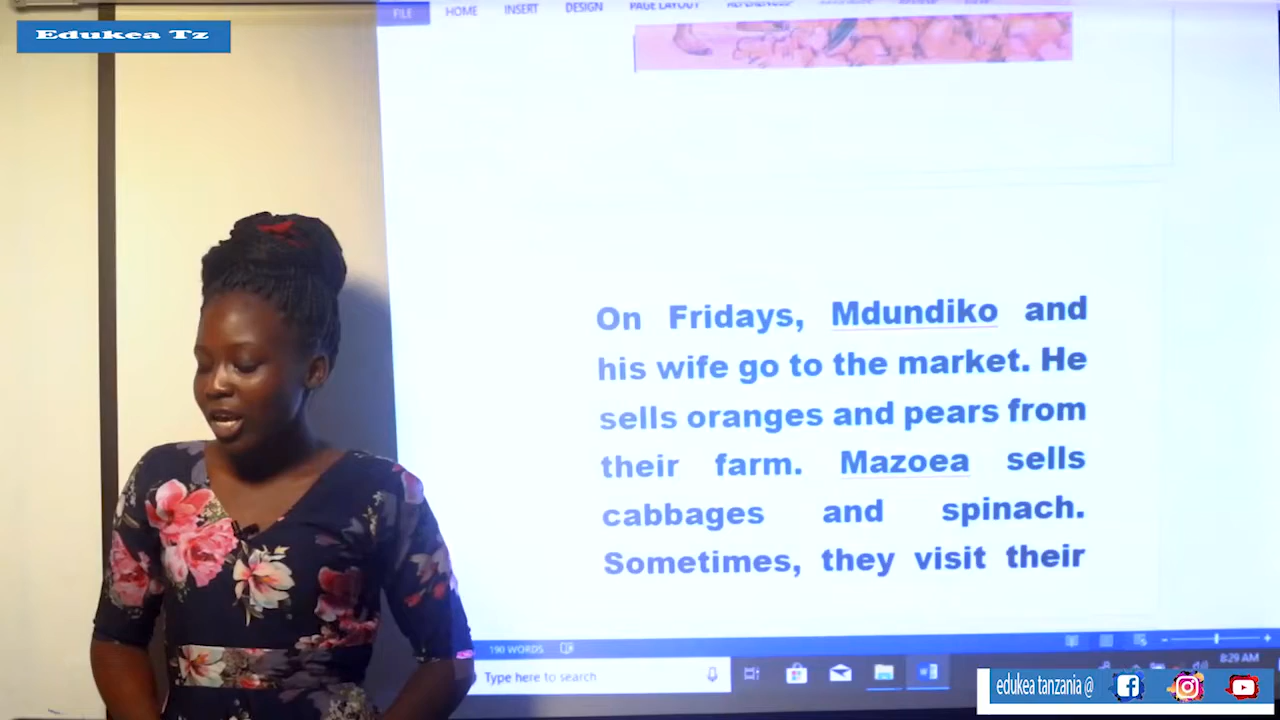 Edukea Tz
FILE HOME INSERT DESIGN PAGE LAYOUT REFERENCES
On Fridays, Mdundiko and
his wife go to the market. He
sells oranges and pears from
their farm. Mazoea sells
cabbages and spinach.
Sometimes, they visit their
190 WORDS
Type here to search
8:29 AM
edukea tanzania @